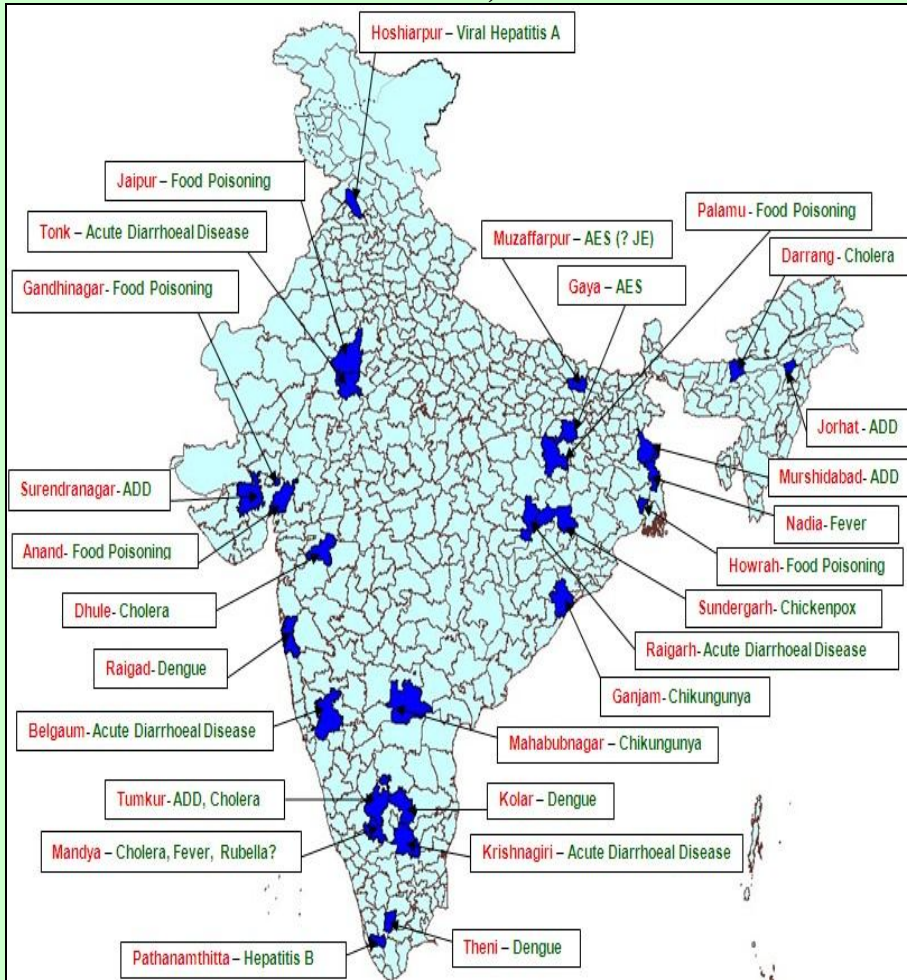 Hoshiarpur – Viral Hepatitis A
Jaipur – Food Poisoning
Tonk – Acute Diarrhoeal Disease
Gandhinagar- Food Poisoning
Palamu - Food Poisoning
Muzaffarpur – AES (? JE)
Darrang- Cholera
Gaya – AES
Jorhat - ADD
Surendranagar- ADD
Murshidabad- ADD
Nadia- Fever
Anand- Food Poisoning
Howrah- Food Poisoning
Dhule- Cholera
Sundergarh- Chickenpox
Raigarh- Acute Diarrhoeal Disease
Raigad- Dengue
Ganjam- Chikungunya
Belgaum- Acute Diarrhoeal Disease
Mahabubnagar – Chikungunya
Tumkur- ADD, Cholera
Kolar – Dengue
Mandya – Cholera, Fever, Rubella?
Krishnagiri – Acute Diarrhoeal Disease
Pathanamthitta – Hepatitis B
Theni – Dengue